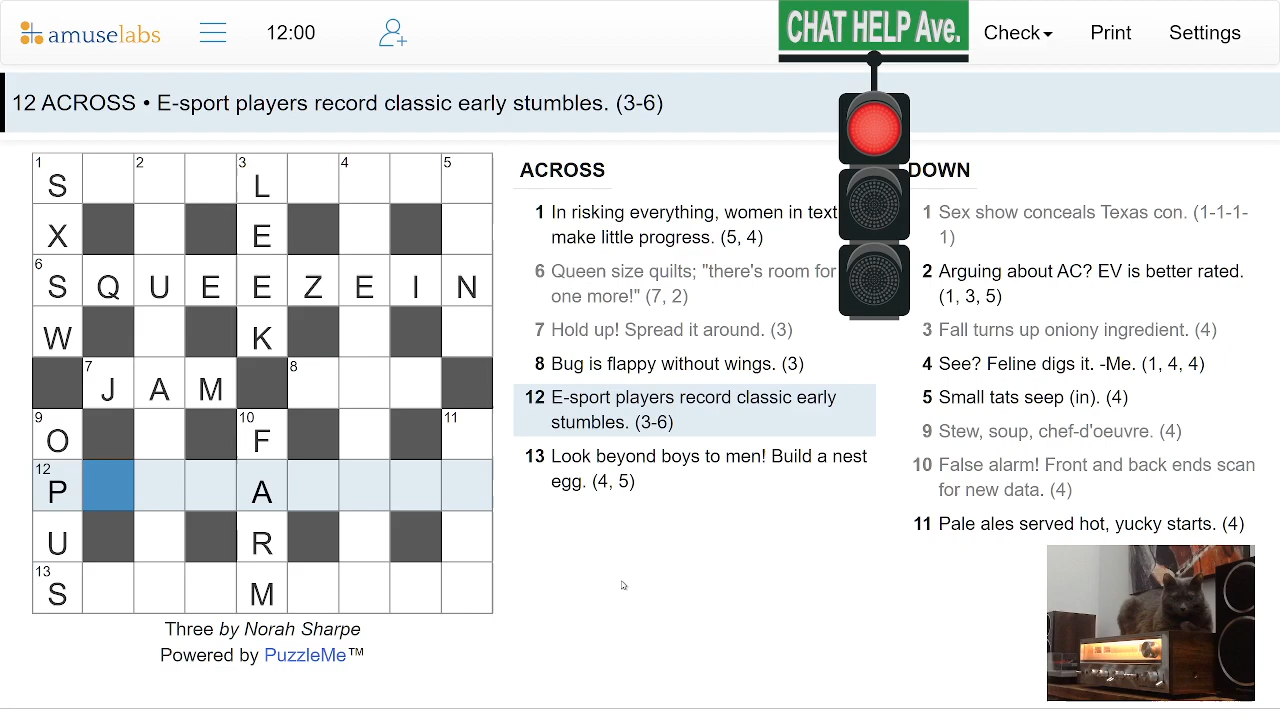 amuselabs
12:00
CHAT HELP Ave.
Check
Print
Settings
12 ACROSS • E-sport players record classic early stumbles. (3-6)
1 2 3 4 5
S L
X E
6
S Q U E E Z E I N
W K
7 8
J A M
9 10 11
O F
12
P A
U R
13
S M
Three by Norah Sharpe
Powered by PuzzleMe™
ACROSS
1 In risking everything, women in text
make little progress. (5, 4)
6 Queen size quilts; "there's room for
one more!" (7, 2)
7 Hold up! Spread it around. (3)
8 Bug is flappy without wings. (3)
12 E-sport players record classic early
stumbles. (3-6)
13 Look beyond boys to men! Build a nest
egg. (4, 5)
DOWN
1 Sex show conceals Texas con. (1-1-1-
1)
2 Arguing about AC? EV is better rated.
(1, 3, 5)
3 Fall turns up oniony ingredient. (4)
4 See? Feline digs it. -Me. (1, 4, 4)
5 Small tats seep (in). (4)
9 Stew, soup, chef-d'oeuvre. (4)
10 False alarm! Front and back ends scan
for new data. (4)
11 Pale ales served hot, yucky starts. (4)